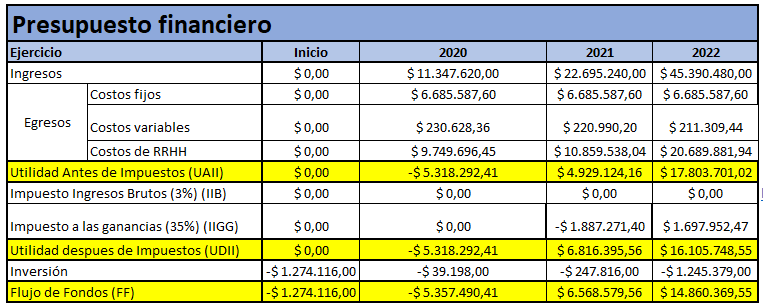 Presupuesto financiero
Ejercicio Inicio 2020 2021 2022
Ingresos $ 0,00 $ 11.347.620,00 $ 22.695.240,00 $ 45.390.480,00
Egresos
Costos fijos $ 0,00 $ 6.685.587,60 $ 6.685.587,60 $ 6.685.587,60
Costos variables $ 0,00 $ 230.628,36 $ 220.990,20 $ 211.309,44
Costos de RRHH $ 0,00 $ 9.749.696,45 $ 10.859.538,04 $ 20.689.881,94
Utilidad Antes de Impuestos (UAII) $ 0,00 -$ 5.318.292,41 $ 4.929.124,16 $ 17.803.701,02
Impuesto Ingresos Brutos (3%) (IIB) $ 0,00 $ 0,00 $ 0,00 $ 0,00
Impuesto a las ganancias (35%) (IIGG) $ 0,00 $ 0,00 -$ 1.887.271,40 $ 1.697.952,47
Utilidad despues de Impuestos (UDII) $ 0,00 -$ 5.318.292,41 $ 6.816.395,56 $ 16.105.748,55
Inversión -$ 1.274.116,00 -$ 39.198,00 -$ 247.816,00 -$ 1.245.379,00
Flujo de Fondos (FF) -$ 1.274.116,00 -$ 5.357.490,41 $ 6.568.579,56 $ 14.860.369,55